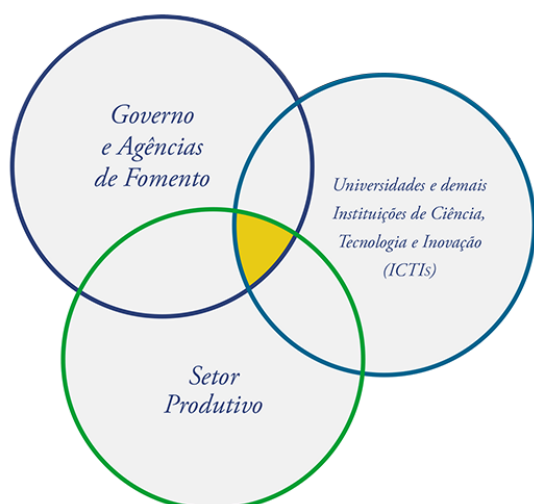 Governo
e Agências
de Fomento
Universidades e demais
Instituições de Ciência,
Tecnologia e Inovação
(ICTIs)
Setor
Produtivo